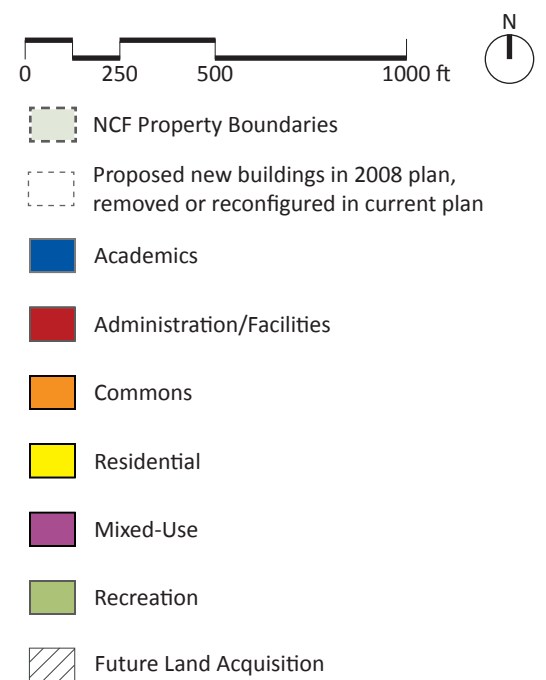 N
0 250 500 1000 ft
NCF Property Boundaries
Proposed new buildings in 2008 plan,
removed or reconfigured in current plan
Academics
Administration/Facilities
Commons
Residential
Mixed-Use
Recreation
Future Land Acquisition